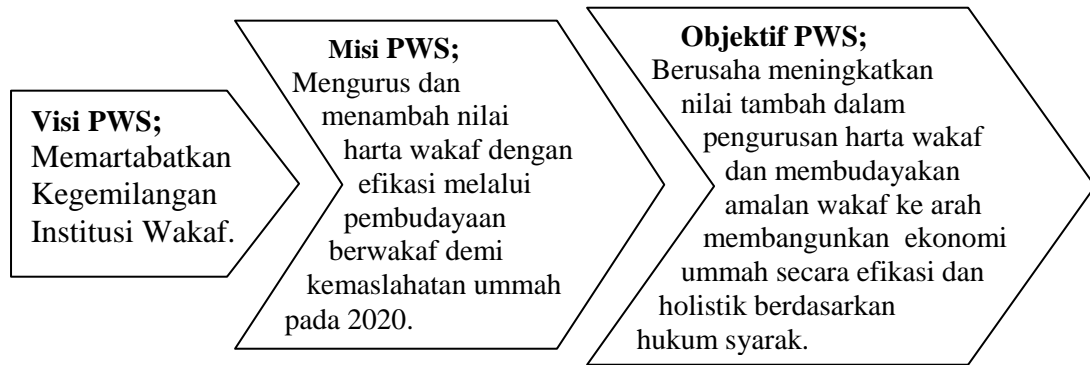 Visi PWS;
Memartabatkan
Kegemilangan
Institusi Wakaf.
Misi PWS;
Mengurus dan
menambah nilai
harta wakaf dengan
efikasi melalui
pembudayaan
berwakaf demi
kemaslahatan ummah
pada 2020.
Objektif PWS;
Berusaha meningkatkan
nilai tambah dalam
pengurusan harta wakaf
dan membudayakan
amalan wakaf ke arah
membangunkan ekonomi
ummah secara efikasi dan
holistik berdasarkan
hukum syarak.